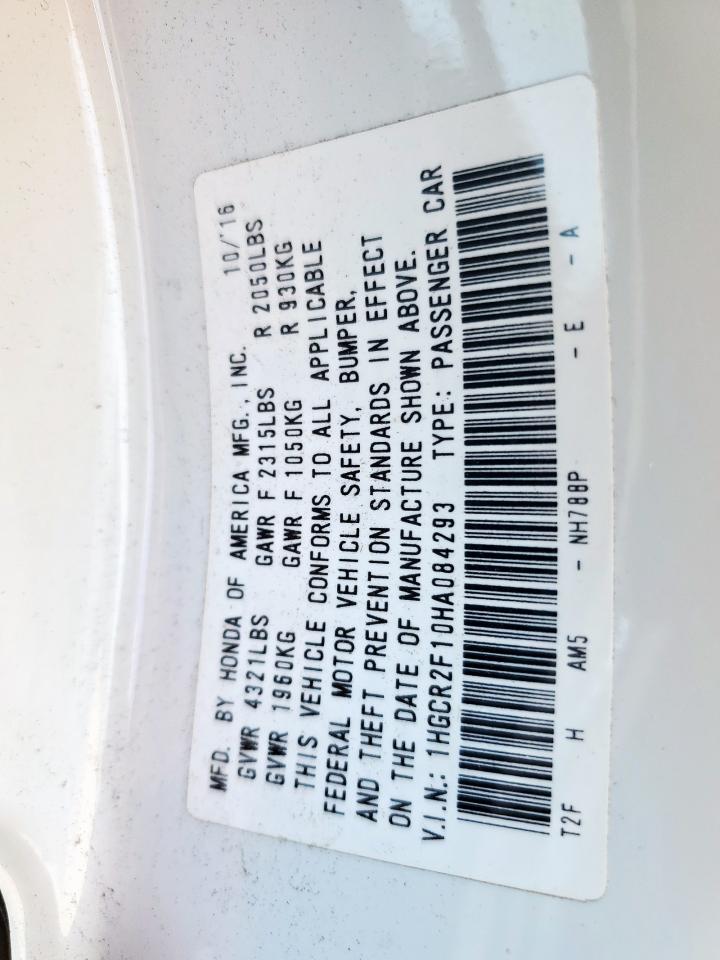 MFD. BY HONDA OF AMERICA MFG., INC. 10/'16
GVWR 4321LBS GAWR F 2315LBS R 2050LBS
GVWR 1960KG GAWR F 1050KG R 930KG
THIS VEHICLE CONFORMS TO ALL APPLICABLE
FEDERAL MOTOR VEHICLE SAFETY, BUMPER,
AND THEFT PREVENTION STANDARDS IN EFFECT
ON THE DATE OF MANUFACTURE SHOWN ABOVE.
V.I.N.: 1HGCR2F10HA084293 TYPE: PASSENGER CAR
T2F H AM5 - NH788P - E - A